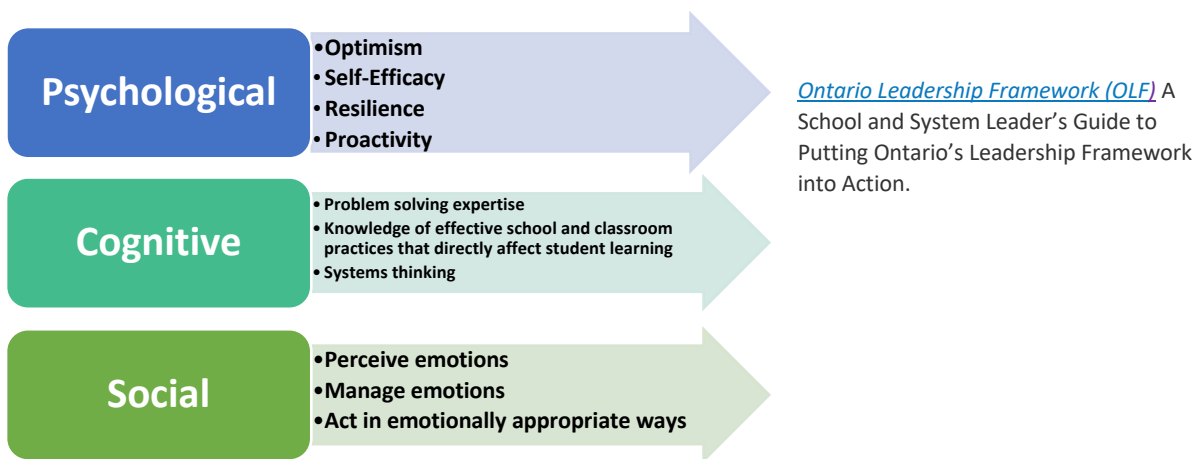 Psychological
•Optimism
•Self-Efficacy
•Resilience
•Proactivity
Cognitive
•Problem solving expertise
•Knowledge of effective school and classroom
practices that directly affect student learning
•Systems thinking
Social
•Perceive emotions
•Manage emotions
•Act in emotionally appropriate ways
Ontario Leadership Framework (OLF) A
School and System Leader’s Guide to
Putting Ontario’s Leadership Framework
into Action.